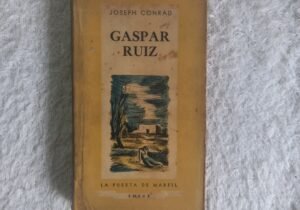 JOSEPH CONRAD
GASPAR
RUIZ
LA PUERTA DE MARFIL